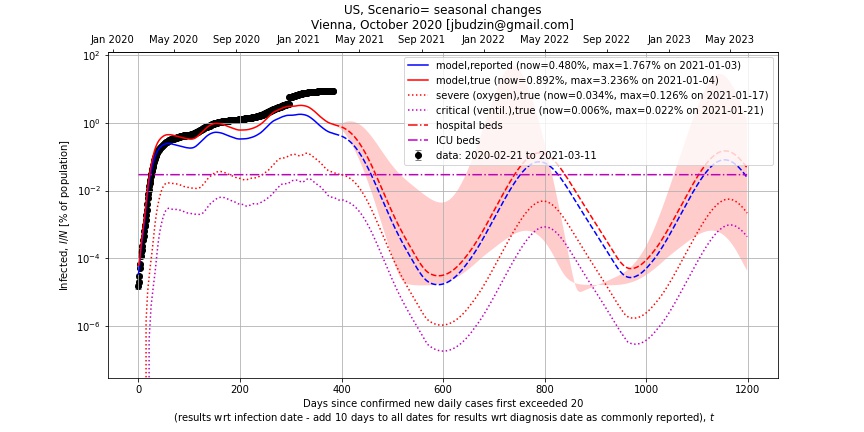 US, Scenario= seasonal changes
Vienna, October 2020 [jbudzin@gmail.com]
Jan 2020 May 2020 Sep 2020 Jan 2021 May 2021 Sep 2021 Jan 2022 May 2022 Sep 2022 Jan 2023 May 2023
model,reported (now=0.480%, max=1.767% on 2021-01-03)
model,true (now=0.892%, max=3.236% on 2021-01-04)
severe (oxygen),true (now=0.034%, max=0.126% on 2021-01-17)
critical (ventil.),true (now=0.006%, max=0.022% on 2021-01-21)
hospital beds
ICU beds
data: 2020-02-21 to 2021-03-11
Infected, I/N [% of population]
10²
10⁰
10⁻²
10⁻⁴
10⁻⁶
0 200 400 600 800 1000 1200
Days since confirmed new daily cases first exceeded 20
(results wrt infection date - add 10 days to all dates for results wrt diagnosis date as commonly reported), t